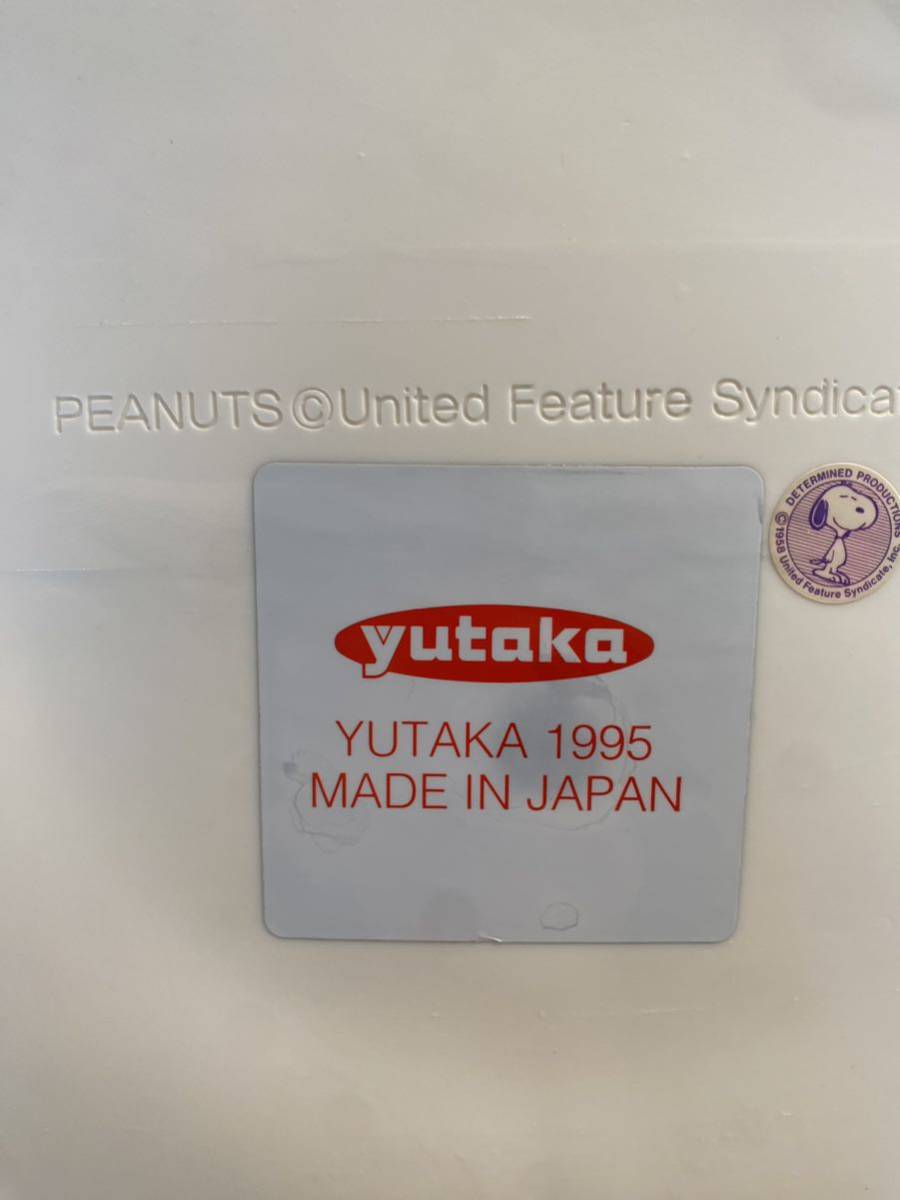 PEANUTS©United Feature Syndicat
DETERMINED PRODUCTIONS
©1958 United Feature Syndicate, Inc.
yutaka
YUTAKA 1995
MADE IN JAPAN